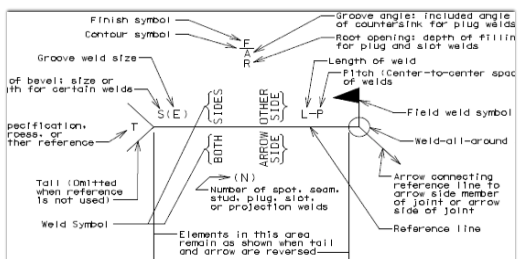 Finish symbol
Contour symbol
Groove weld size
of bevel; size or
for certain welds
S(E)
T
or
ther reference
Tail (Omitted
when reference
is not used)
Weld Symbol
F
A
R
Groove angle: included angle
of countersink for plug welds
Root opening: depth of
for plug and slot welds
Length of weld
Pitch (Center-to-center
of welds
L-P
Field weld symbol
Weld-all-around
SIDES
OTHER
SIDE
BOTH
ARROW
SIDE
(N)
Number of spot, seam,
stud, plug, slot,
or projection welds
Arrow connecting
reference line to
arrow side member
of joint or arrow
side of joint
Reference line
Elements in this area
remain as shown when tail
and arrow are reversed